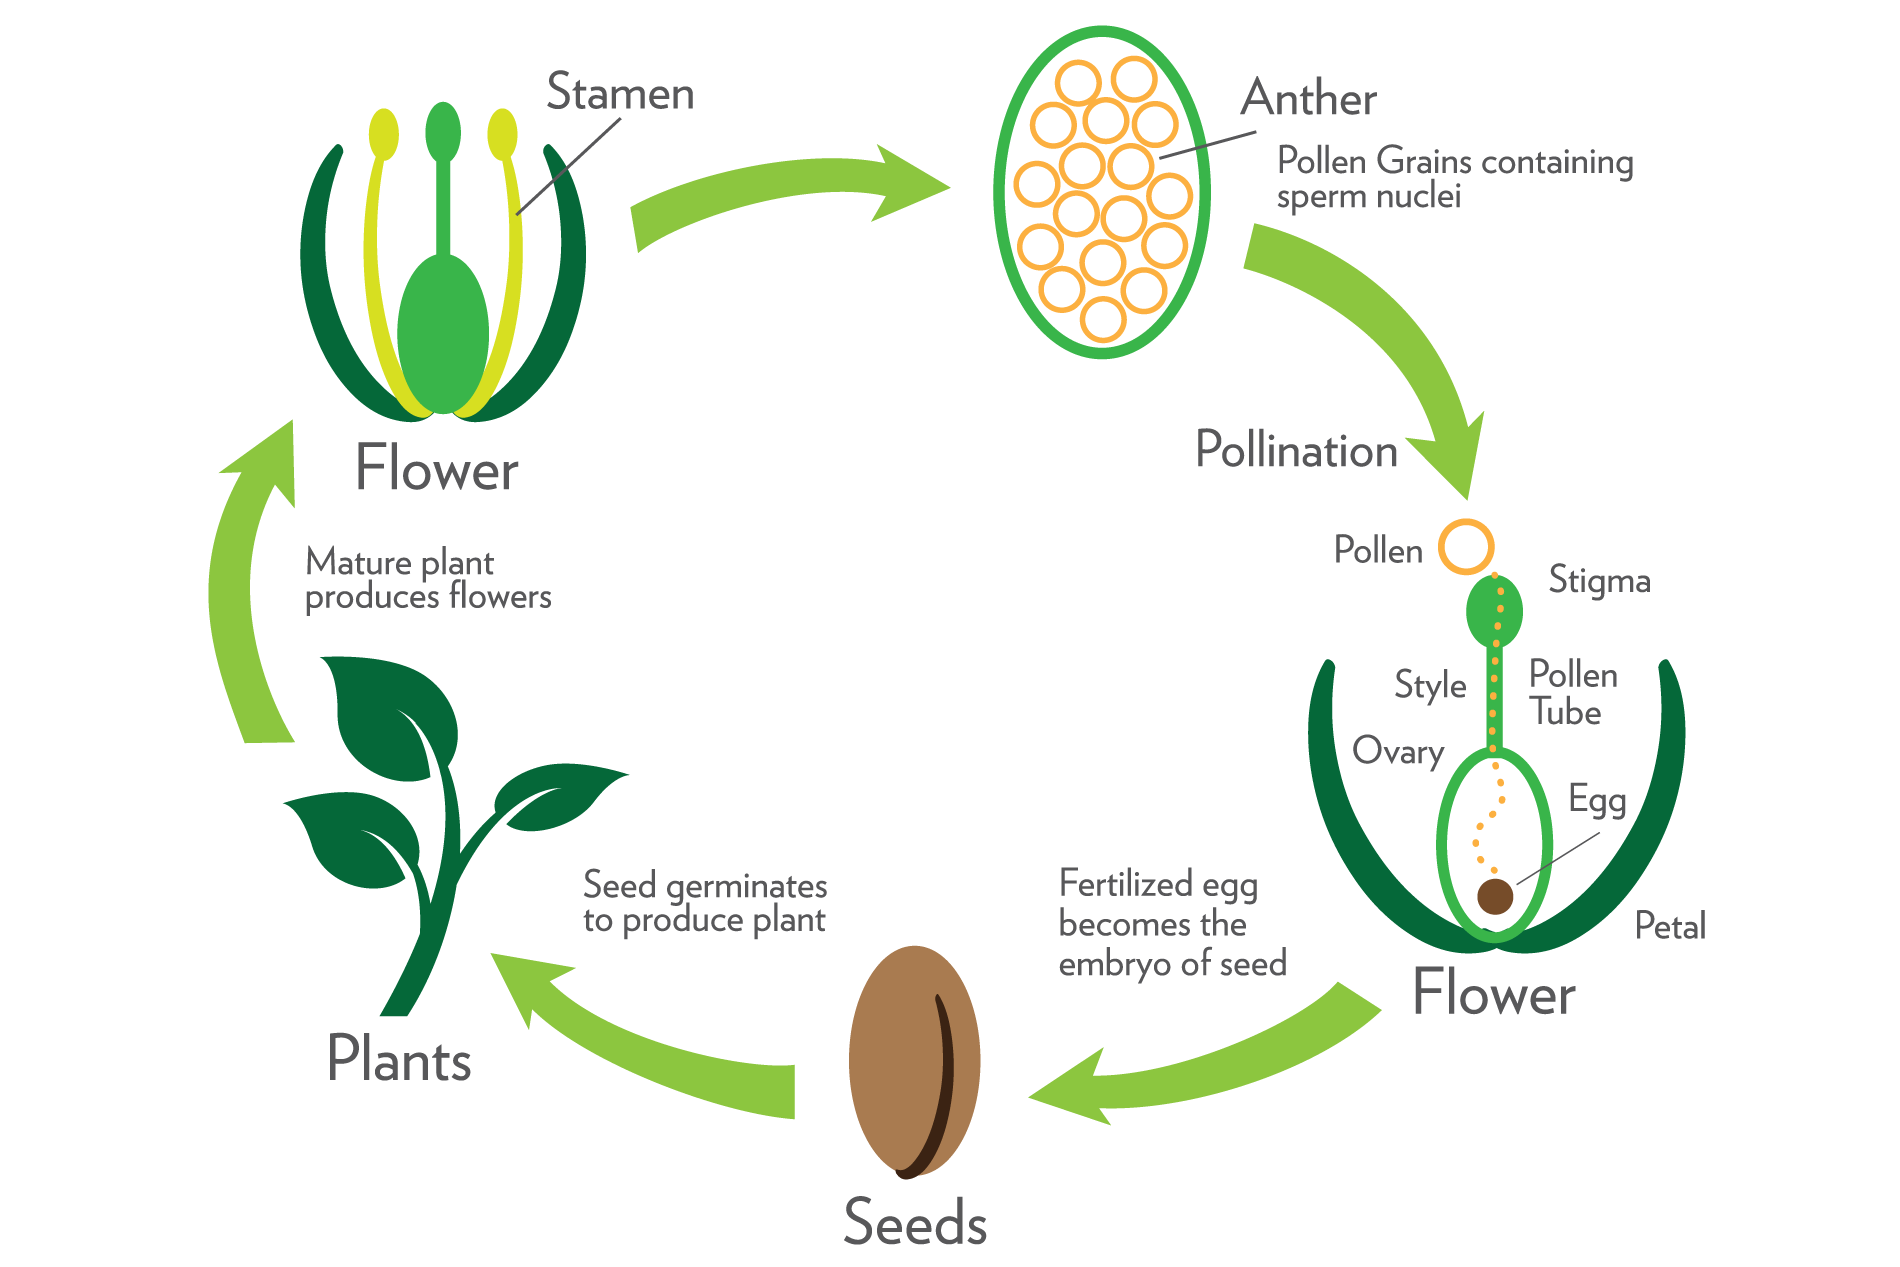 Stamen
Anther
Pollen Grains containing
sperm nuclei
Pollination
Pollen
Stigma
Style
Pollen
Tube
Ovary
Egg
Petal
Flower
Fertilized egg
becomes the
embryo of seed
Seeds
Seed germinates
to produce plant
Plants
Mature plant
produces flowers
Flower